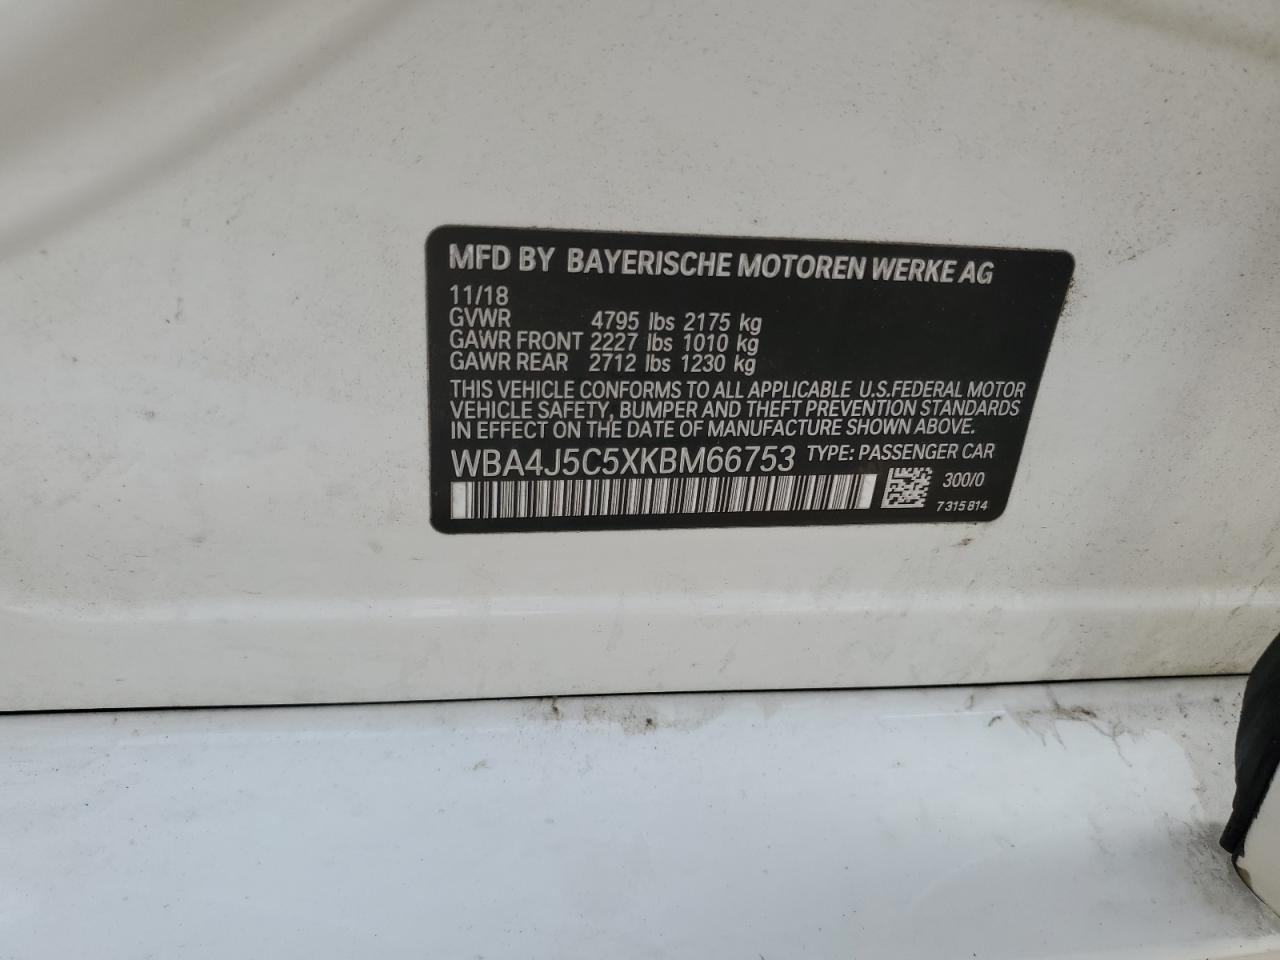 MFD BY BAYERISCHE MOTOREN WERKE AG
11/18
GVWR 4795 lbs 2175 kg
GAWR FRONT 2227 lbs 1010 kg
GAWR REAR 2712 lbs 1230 kg
THIS VEHICLE CONFORMS TO ALL APPLICABLE U.S.FEDERAL MOTOR
VEHICLE SAFETY, BUMPER AND THEFT PREVENTION STANDARDS
IN EFFECT ON THE DATE OF MANUFACTURE SHOWN ABOVE.
WBA4J5C5XKBM66753 TYPE: PASSENGER CAR
300/0
7 315 814